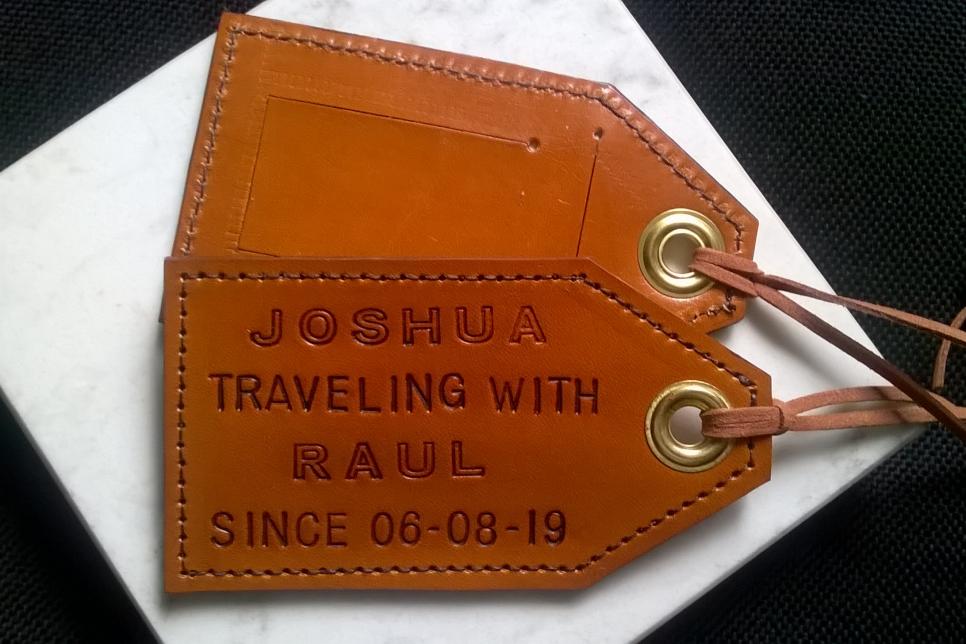 JOSHUA
TRAVELING WITH
RAUL
SINCE 06-08-19